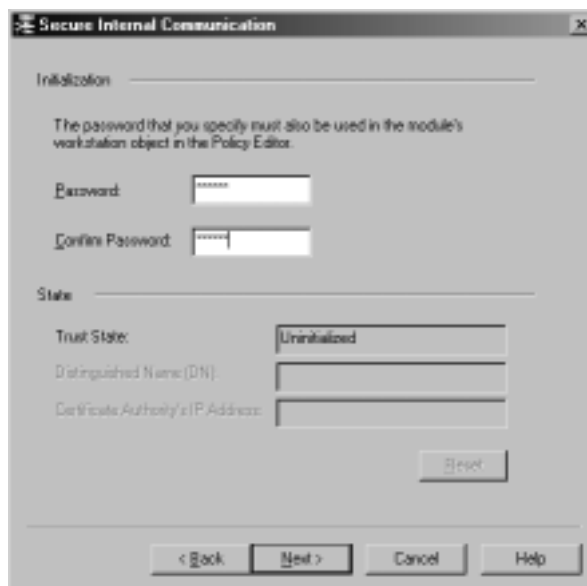 Secure Internal Communication
Initialization
The password that you specify must also be used in the module's
workstation object in the Policy Editor.
Password: ******
Confirm Password: ******
State
Trust State: Uninitialized
Distinguished Name (DN):
Certificate Authority's IP Address:
Reset
< Back Next > Cancel Help